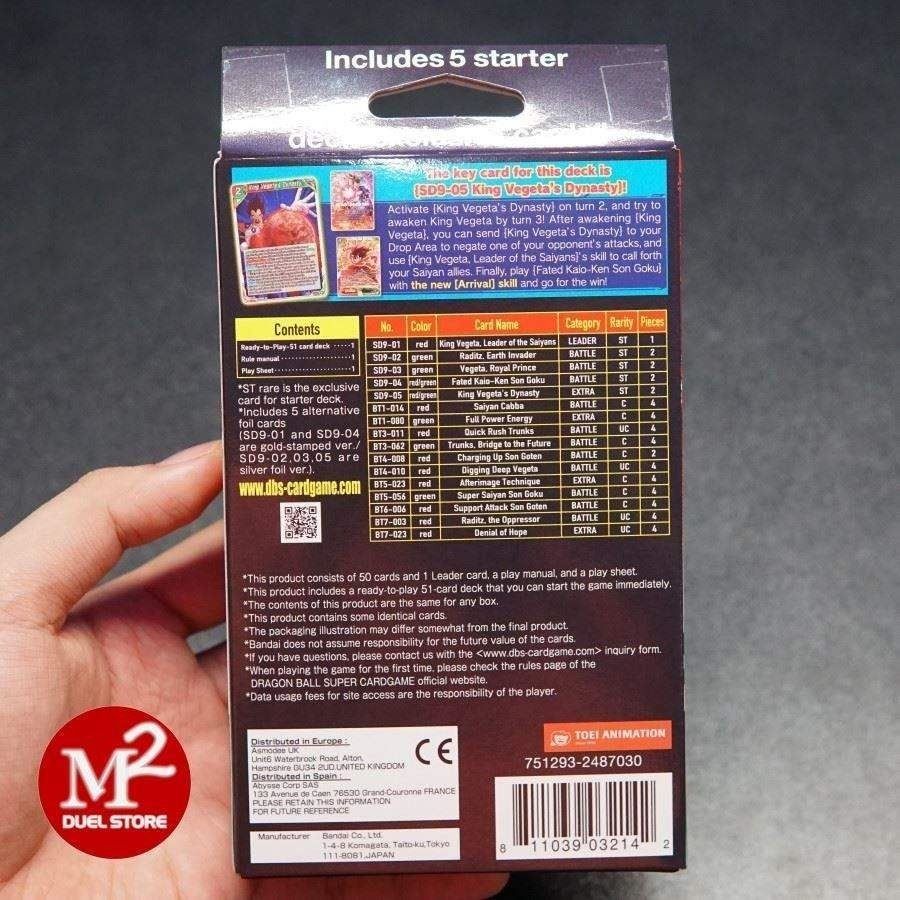 Includes 5 starter
The key card for this deck is
{SD9-05 King Vegeta's Dynasty}!
King Vegeta's Dynasty
Activate {King Vegeta's Dynasty} on turn 2, and try to
awaken King Vegeta by turn 3! After awakening {King
Vegeta}, you can send {King Vegeta's Dynasty} to your
Drop Area to negate one of your opponent's attacks, and
use {King Vegeta, Leader of the Saiyans}'s skill to call forth
your Saiyan allies. Finally, play {Fated Kaio-Ken Son Goku}
with the new [Arrival] skill and go for the win!
Contents
Ready-to-Play-51 card deck ·····1
Rule manual ··················1
Play Sheet···················1
*ST rare is the exclusive
card for starter deck.
*Includes 5 alternative
foil cards
(SD9-01 and SD9-04
are gold-stamped ver./
SD9-02,03,05 are
silver foil ver.).
www.dbs-cardgame.com
No. Color Card Name Category Rarity Pieces
SD9-01 red King Vegeta, Leader of the Saiyans LEADER ST 1
SD9-02 green Raditz, Earth Invader BATTLE ST 2
SD9-03 green Vegeta, Royal Prince BATTLE ST 2
SD9-04 red/green Fated Kaio-Ken Son Goku BATTLE ST 2
SD9-05 red/green King Vegeta's Dynasty EXTRA ST 2
BT1-014 red Saiyan Cabba BATTLE C 4
BT1-080 green Full Power Energy EXTRA C 4
BT3-011 red Quick Rush Trunks BATTLE UC 4
BT3-062 green Trunks, Bridge to the Future BATTLE C 4
BT4-008 red Charging Up Son Goten BATTLE C 2
BT4-010 red Digging Deep Vegeta BATTLE UC 4
BT5-023 red Afterimage Technique EXTRA C 4
BT5-056 green Super Saiyan Son Goku BATTLE C 4
BT6-006 red Support Attack Son Goten BATTLE C 4
BT7-003 red Raditz, the Oppressor BATTLE UC 4
BT7-023 red Denial of Hope EXTRA UC 4
*This product consists of 50 cards and 1 Leader card, a play manual, and a play sheet.
*This product includes a ready-to-play 51-card deck that you can start the game immediately.
*The contents of this product are the same for any box.
*This product contains some identical cards.
*The packaging illustration may differ somewhat from the final product.
*Bandai does not assume responsibility for the future value of the cards.
*If you have questions, please contact us with the <www.dbs-cardgame.com> inquiry form.
*When playing the game for the first time, please check the rules page of the
DRAGON BALL SUPER CARDGAME official website.
*Data usage fees for site access are the responsibility of the player.
Distributed in Europe :
Asmodee UK
Unit6 Waterbrook Road, Alton,
Hampshire GU34 2UD,UNITED KINGDOM
Distributed in Spain :
Abysse Corp SAS
133 Avenue de Caen 76530 Grand-Couronne FRANCE
PLEASE RETAIN THIS INFORMATION
FOR FUTURE REFERENCE
CE
Manufacturer Bandai Co., Ltd.
1-4-8 Komagata, Taito-ku,Tokyo
111-8081,JAPAN
TOEI ANIMATION
751293-2487030
8 11039 03214 2
M2
DUEL STORE